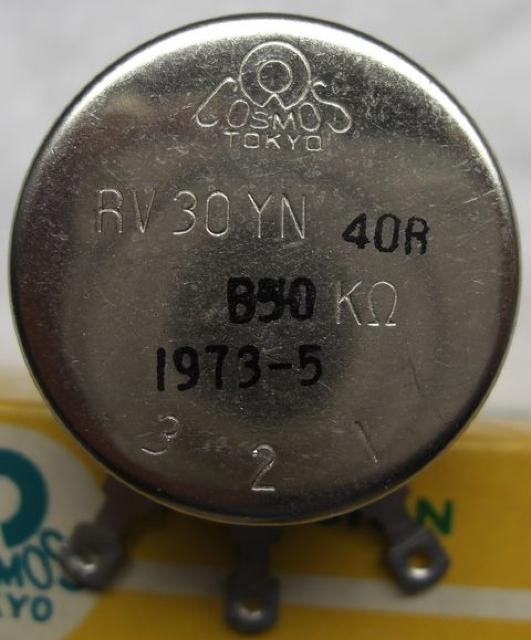 COSMOS
TOKYO
RV30YN 40R
B50 KΩ
1973-5
3 2 1